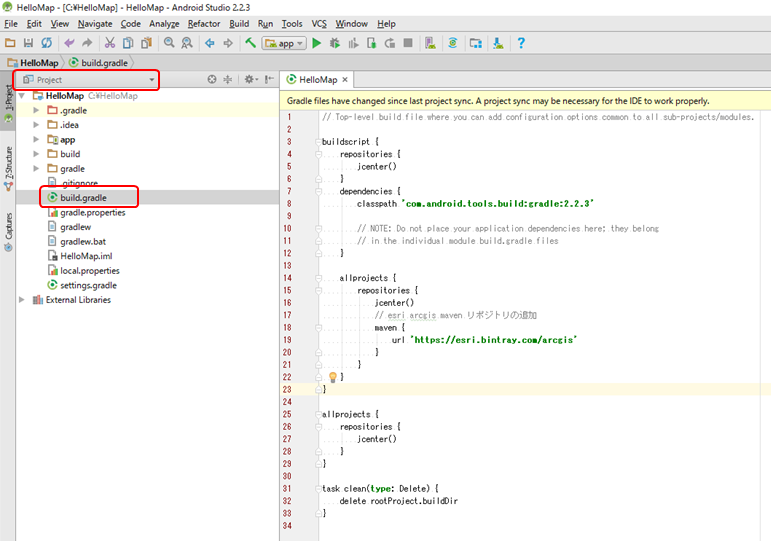 HelloMap - [C:¥HelloMap] - HelloMap - Android Studio 2.2.3
File Edit View Navigate Code Analyze Refactor Build Run Tools VCS Window Help
app
HelloMap build.gradle
Project
HelloMap
1: Project
7: Structure
Captures
HelloMap C:¥HelloMap
.gradle
.idea
app
build
gradle
.gitignore
build.gradle
gradle.properties
gradlew
gradlew.bat
HelloMap.iml
local.properties
settings.gradle
External Libraries
Gradle files have changed since last project sync. A project sync may be necessary for the IDE to work properly.
1 // Top-level build file where you can add configuration options common to all sub-projects/modules.
2
3 buildscript {
4 repositories {
5 jcenter()
6 }
7 dependencies {
8 classpath 'com.android.tools.build:gradle:2.2.3'
9
10 // NOTE: Do not place your application dependencies here; they belong
11 // in the individual module build.gradle files
12 }
13
14 allprojects {
15 repositories {
16 jcenter()
17 // esri arcgis maven リポジトリの追加
18 maven {
19 url 'https://esri.bintray.com/arcgis'
20 }
21 }
22 }
23 }
24
25 allprojects {
26 repositories {
27 jcenter()
28 }
29 }
30
31 task clean(type: Delete) {
32 delete rootProject.buildDir
33 }
34